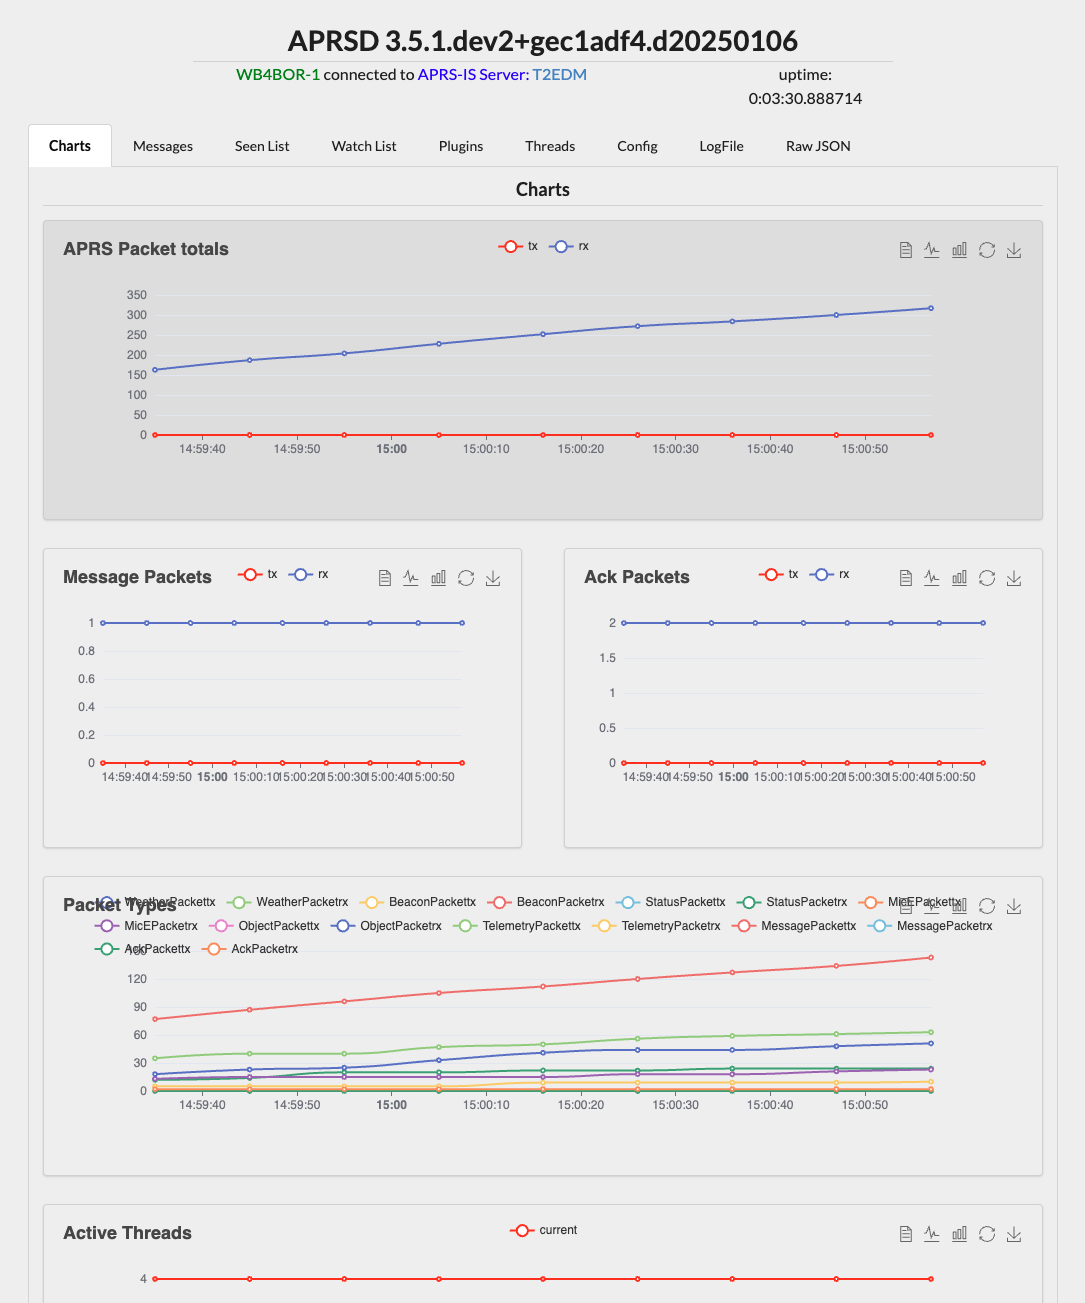 APRSD 3.5.1.dev2+gec1adf4.d20250106
WB4BOR-1 connected to APRS-IS Server: T2EDM
uptime:
0:03:30.888714
Charts Messages Seen List Watch List Plugins Threads Config LogFile Raw JSON
Charts
APRS Packet totals
tx rx
350
300
250
200
150
100
50
0
14:59:40 14:59:50 15:00 15:00:10 15:00:20 15:00:30 15:00:40 15:00:50
Message Packets
tx rx
1
0.8
0.6
0.4
0.2
0
14:59:40 14:59:50 15:00 15:00:10 15:00:20 15:00:30 15:00:40 15:00:50
Ack Packets
tx rx
2
1.5
1
0.5
0
14:59:40 14:59:50 15:00 15:00:10 15:00:20 15:00:30 15:00:40 15:00:50
Packet Types
WeatherPackettx WeatherPacketrx BeaconPackettx BeaconPacketrx StatusPackettx StatusPacketrx MicEPackettx
MicEPacketrx ObjectPackettx ObjectPacketrx TelemetryPackettx TelemetryPacketrx MessagePackettx MessagePacketrx
AckPackettx AckPacketrx
150
120
90
60
30
0
14:59:40 14:59:50 15:00 15:00:10 15:00:20 15:00:30 15:00:40 15:00:50
Active Threads
current
4